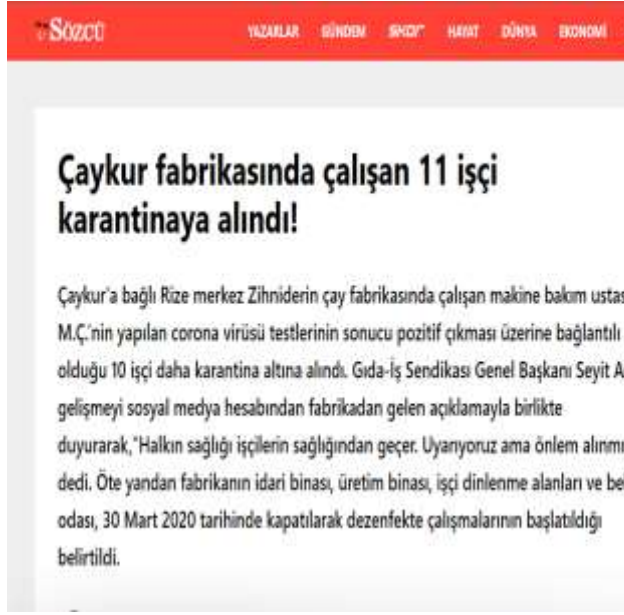 Sözcü
YAZARLAR GÜNDEM HAYAT DÜNYA EKONOMİ
Çaykur fabrikasında çalışan 11 işçi
karantinaya alındı!
Çaykur'a bağlı Rize merkez Zihniderin çay fabrikasında çalışan makine bakım ustas
M.Ç.'nin yapılan corona virüsü testlerinin sonucu pozitif çıkması üzerine bağlantılı
olduğu 10 işçi daha karantina altına alındı. Gıda-İş Sendikası Genel Başkanı Seyit A
gelişmeyi sosyal medya hesabından fabrikadan gelen açıklamayla birlikte
duyurarak,"Halkın sağlığı işçilerin sağlığından geçer. Uyarıyoruz ama önlem alınmı
dedi. Öte yandan fabrikanın idari binası, üretim binası, işçi dinlenme alanları ve be
odası, 30 Mart 2020 tarihinde kapatılarak dezenfekte çalışmalarının başlatıldığı
belirtildi.